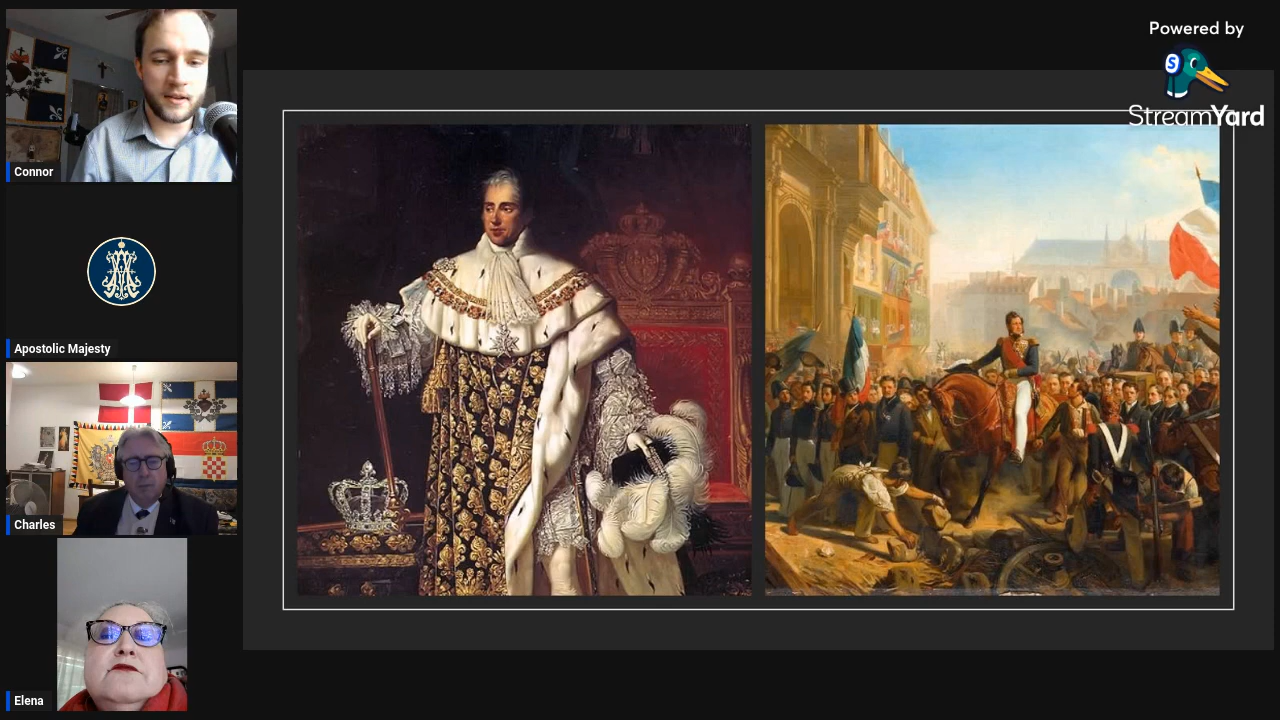 Powered by
S
StreamYard
Connor
Apostolic Majesty
Charles
Elena